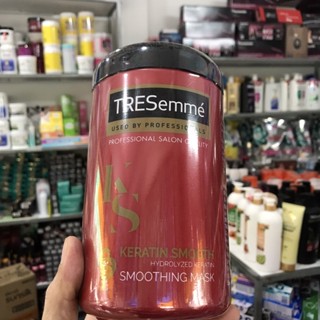 TRESemmé
USED BY PROFESSIONALS
PROFESSIONAL SALON QUALITY
KS
KERATIN SMOOTH
HYDROLYZED KERATIN
SMOOTHING MASK